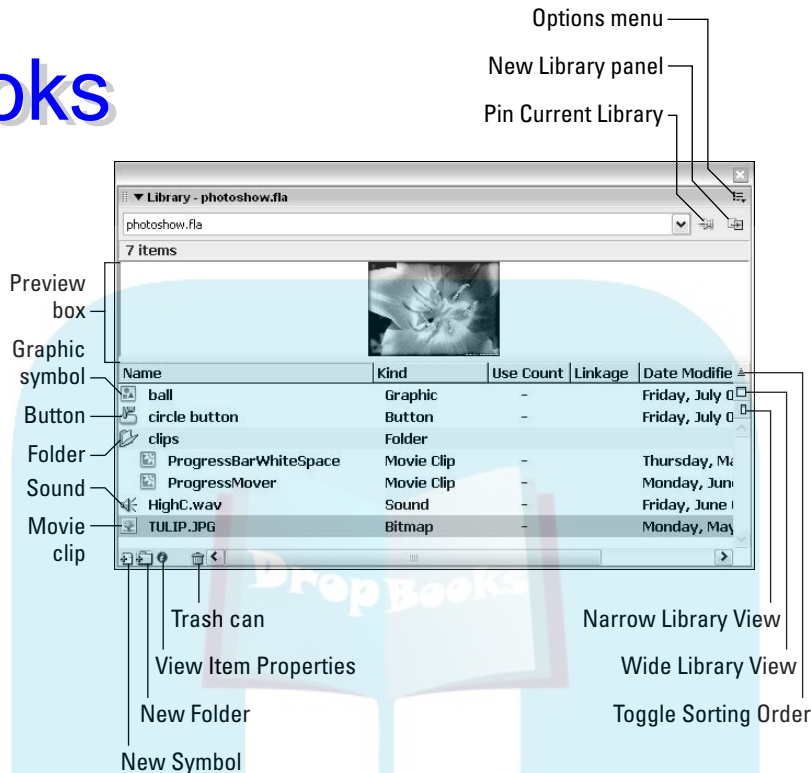 Options menu
New Library panel
Pin Current Library
oks
Library - photoshow.fla
photoshow.fla
7 items
Preview
box
Graphic
symbol
Button
Folder
Sound
Movie
clip
Name Kind Use Count Linkage Date Modifie
ball Graphic - Friday, July 0
circle button Button - Friday, July 0
clips Folder
ProgressBarWhiteSpace Movie Clip - Thursday, Ma
ProgressMover Movie Clip - Monday, Jun
HighC.wav Sound - Friday, June
TULIP.JPG Bitmap - Monday, May
Drop Books
Trash can
View Item Properties
New Folder
New Symbol
Narrow Library View
Wide Library View
Toggle Sorting Order